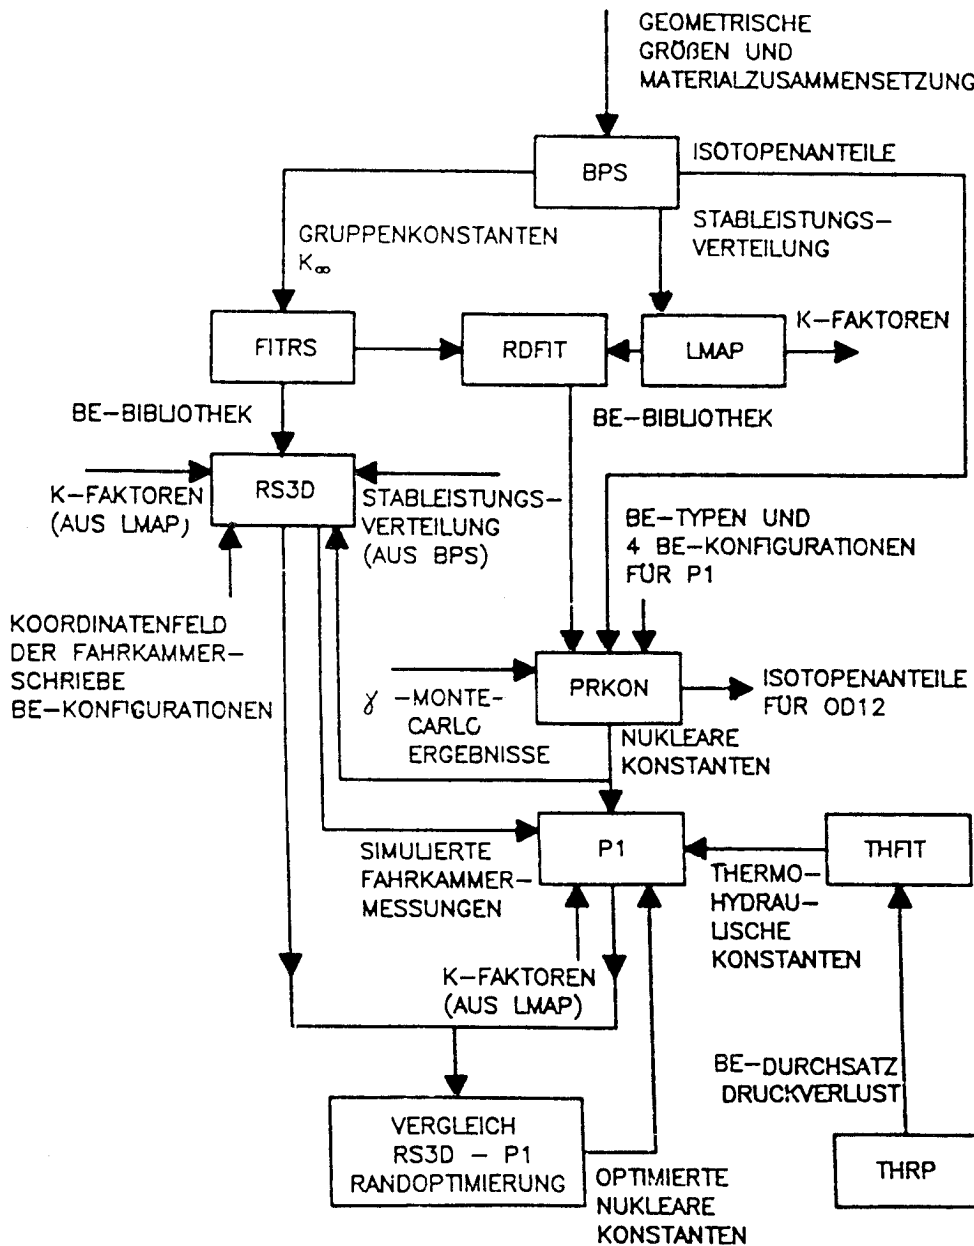 GEOMETRISCHE
GRÖßEN UND
MATERIALZUSAMMENSETZUNG
BPS
ISOTOPENANTEILE
GRUPPENKONSTANTEN
K∞
STABLEISTUNGS-
VERTEILUNG
FITRS
RDFIT
LMAP
K-FAKTOREN
BE-BIBLIOTHEK
BE-BIBLIOTHEK
RS3D
K-FAKTOREN
(AUS LMAP)
STABLEISTUNGS-
VERTEILUNG
(AUS BPS)
BE-TYPEN UND
4 BE-KONFIGURATIONEN
FÜR P1
KOORDINATENFELD
DER FAHRKAMMER-
SCHRIEBE
BE-KONFIGURATIONEN
PRKON
ISOTOPENANTEILE
FÜR OD12
γ -MONTE-
CARLO
ERGEBNISSE
NUKLEARE
KONSTANTEN
P1
THFIT
SIMULIERTE
FAHRKAMMER-
MESSUNGEN
THERMO-
HYDRAU-
LISCHE
KONSTANTEN
K-FAKTOREN
(AUS LMAP)
BE-DURCHSATZ
DRUCKVERLUST
VERGLEICH
RS3D - P1
RANDOPTIMIERUNG
THRP
OPTIMIERTE
NUKLEARE
KONSTANTEN